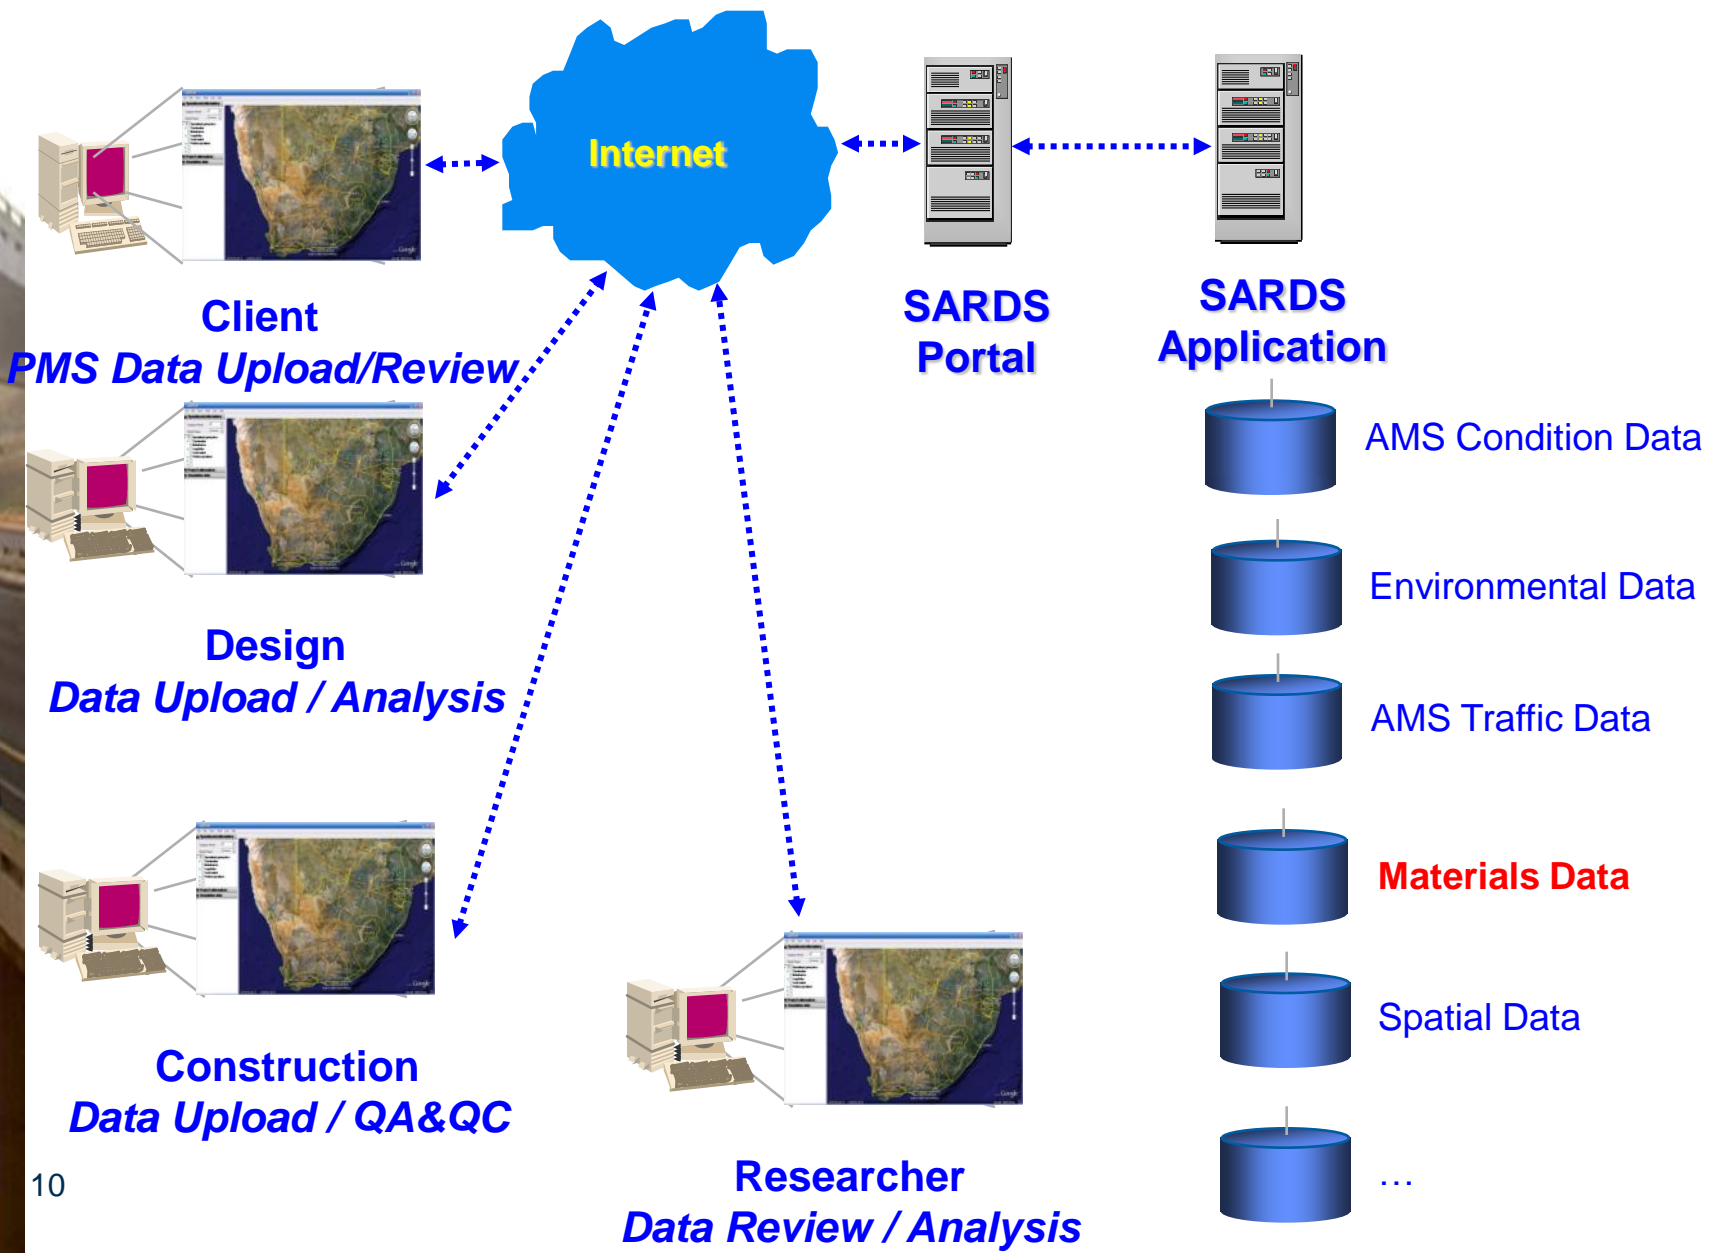 Internet
Client
PMS Data Upload/Review
SARDS
Portal
SARDS
Application
AMS Condition Data
Design
Data Upload / Analysis
Environmental Data
AMS Traffic Data
Materials Data
Construction
Data Upload / QA&QC
Spatial Data
Researcher
Data Review / Analysis
…
10